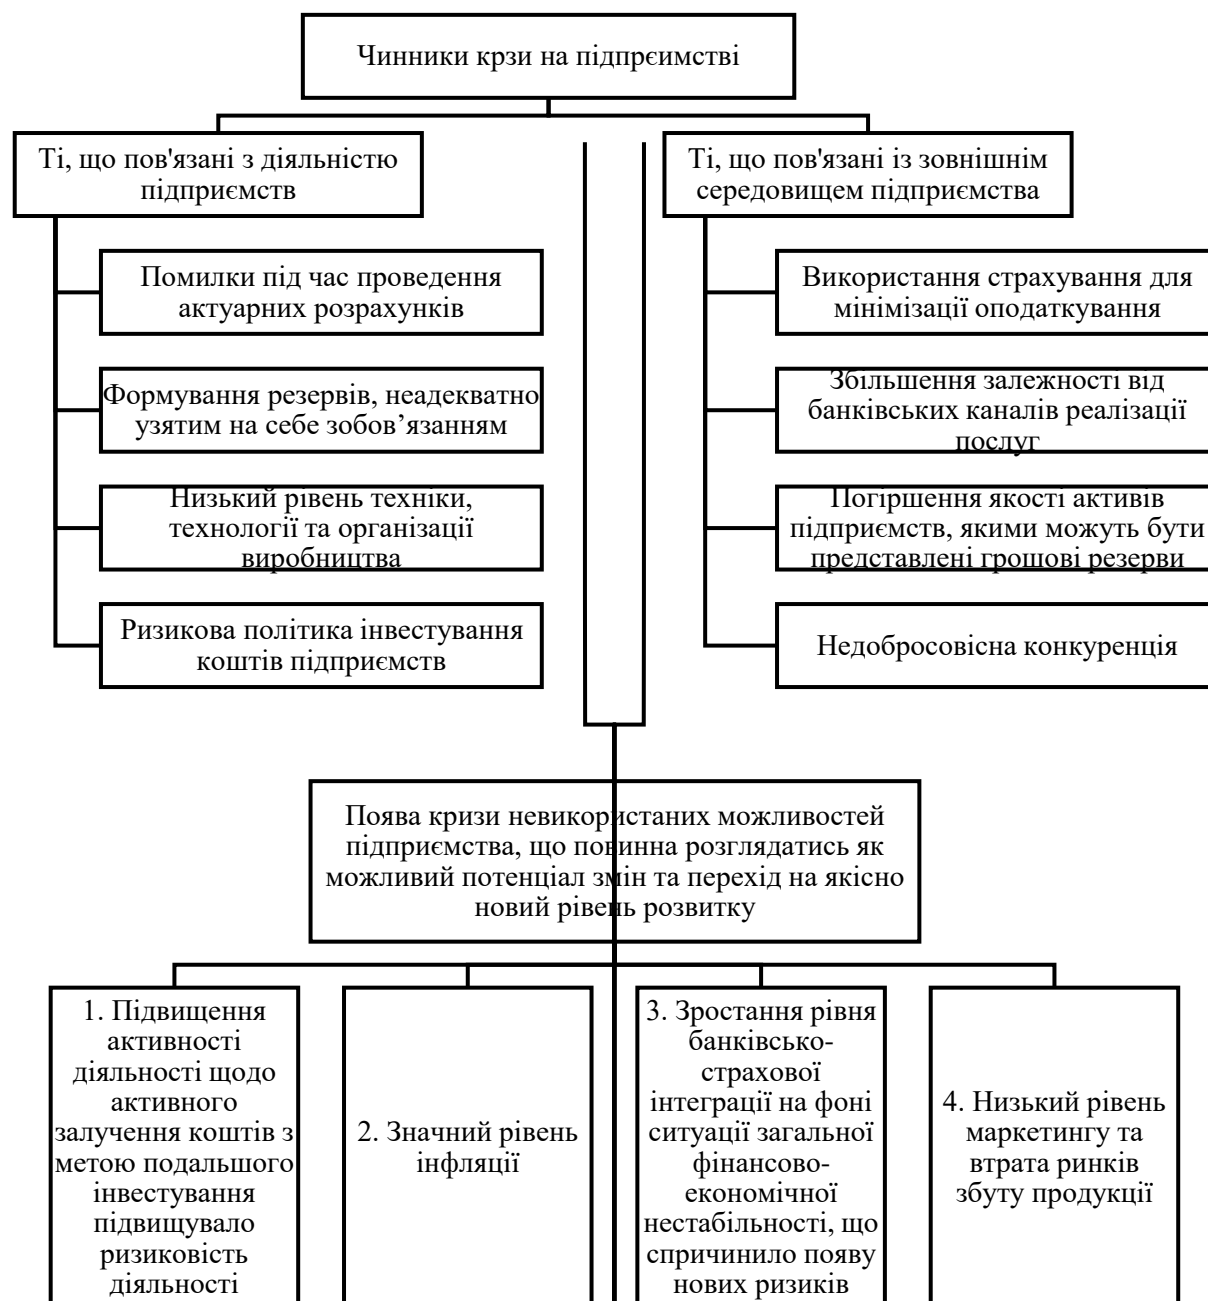 Чинники крзи на підпрєимстві
Ті, що пов'язані з діяльністю
підприємств
Помилки під час проведення
актуарних розрахунків
Формування резервів, неадекватно
узятим на себе зобов’язанням
Низький рівень техніки,
технології та організації
виробництва
Ризикова політика інвестування
коштів підприємств
Ті, що пов'язані із зовнішнім
середовищем підприємства
Використання страхування для
мінімізації оподаткування
Збільшення залежності від
банківських каналів реалізації
послуг
Погіршення якості активів
підприємств, якими можуть бути
представлені грошові резерви
Недобросовісна конкуренція
Поява кризи невикористаних можливостей
підприємства, що повинна розглядатись як
можливий потенціал змін та перехід на якісно
новий рівень розвитку
1. Підвищення
активності
діяльності щодо
активного
залучення коштів з
метою подальшого
інвестування
підвищувало
ризиковість
діяльності
2. Значний рівень
інфляції
3. Зростання рівня
банківсько-
страхової
інтеграції на фоні
ситуації загальної
фінансово-
економічної
нестабільності, що
спричинило появу
нових ризиків
4. Низький рівень
маркетингу та
втрата ринків
збуту продукції